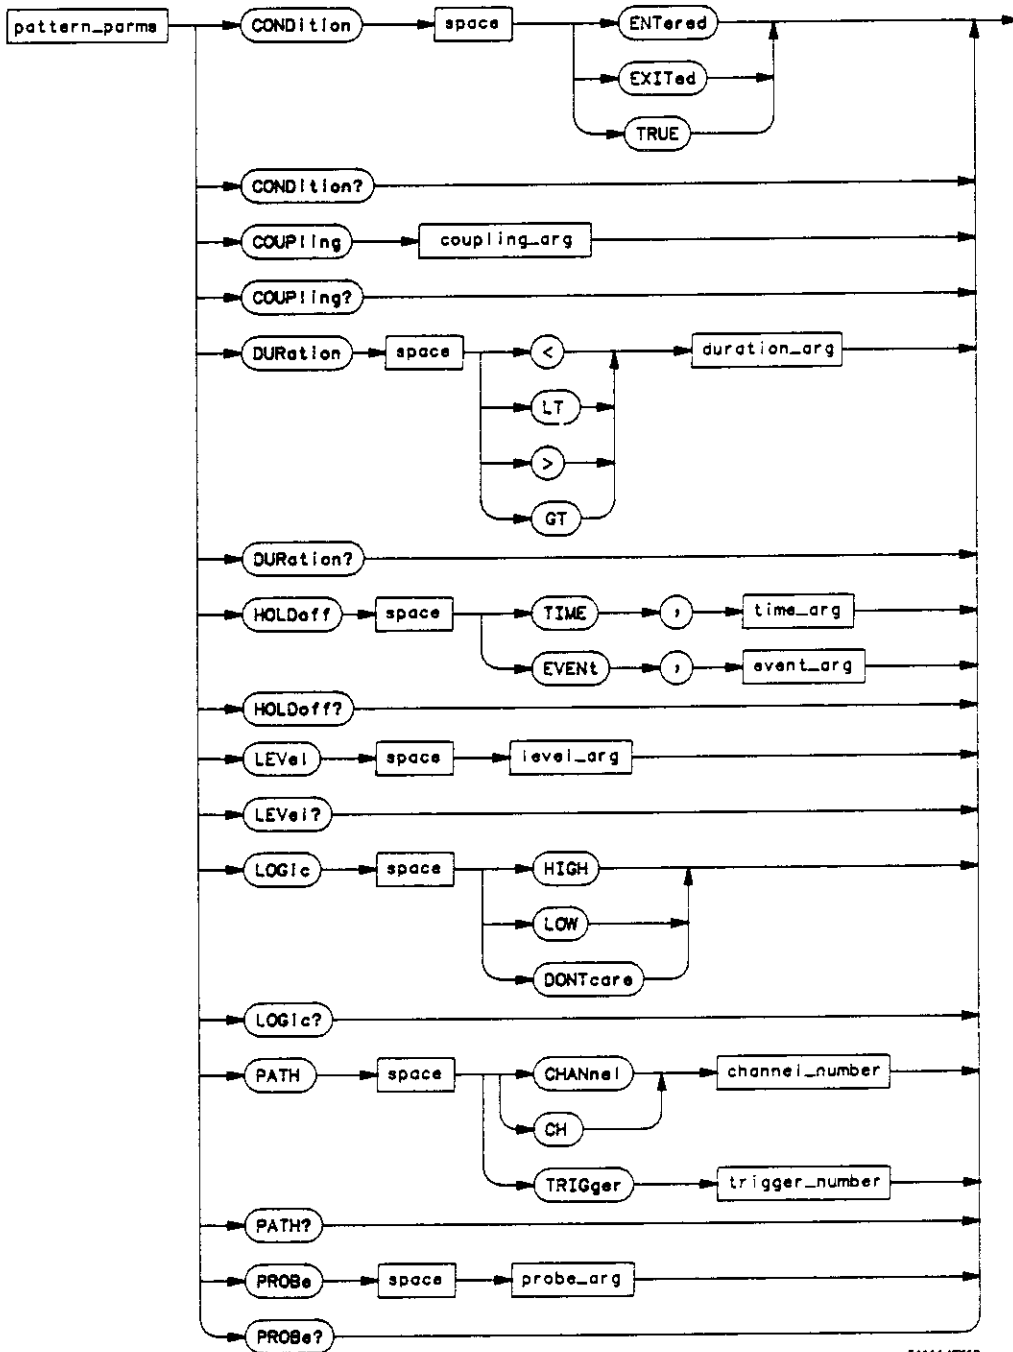 pattern_parms CONDition space ENTered
EXITed
TRUE
CONDition?
COUPling coupling_arg
COUPling?
DURation space < duration_arg
LT
>
GT
DURation?
HOLDoff space TIME , time_arg
EVENt , event_arg
HOLDoff?
LEVel space level_arg
LEVel?
LOGic space HIGH
LOW
DONTcare
LOGic?
PATH space CHANnel channel_number
CH
TRIGger trigger_number
PATH?
PROBe space probe_arg
PROBe?